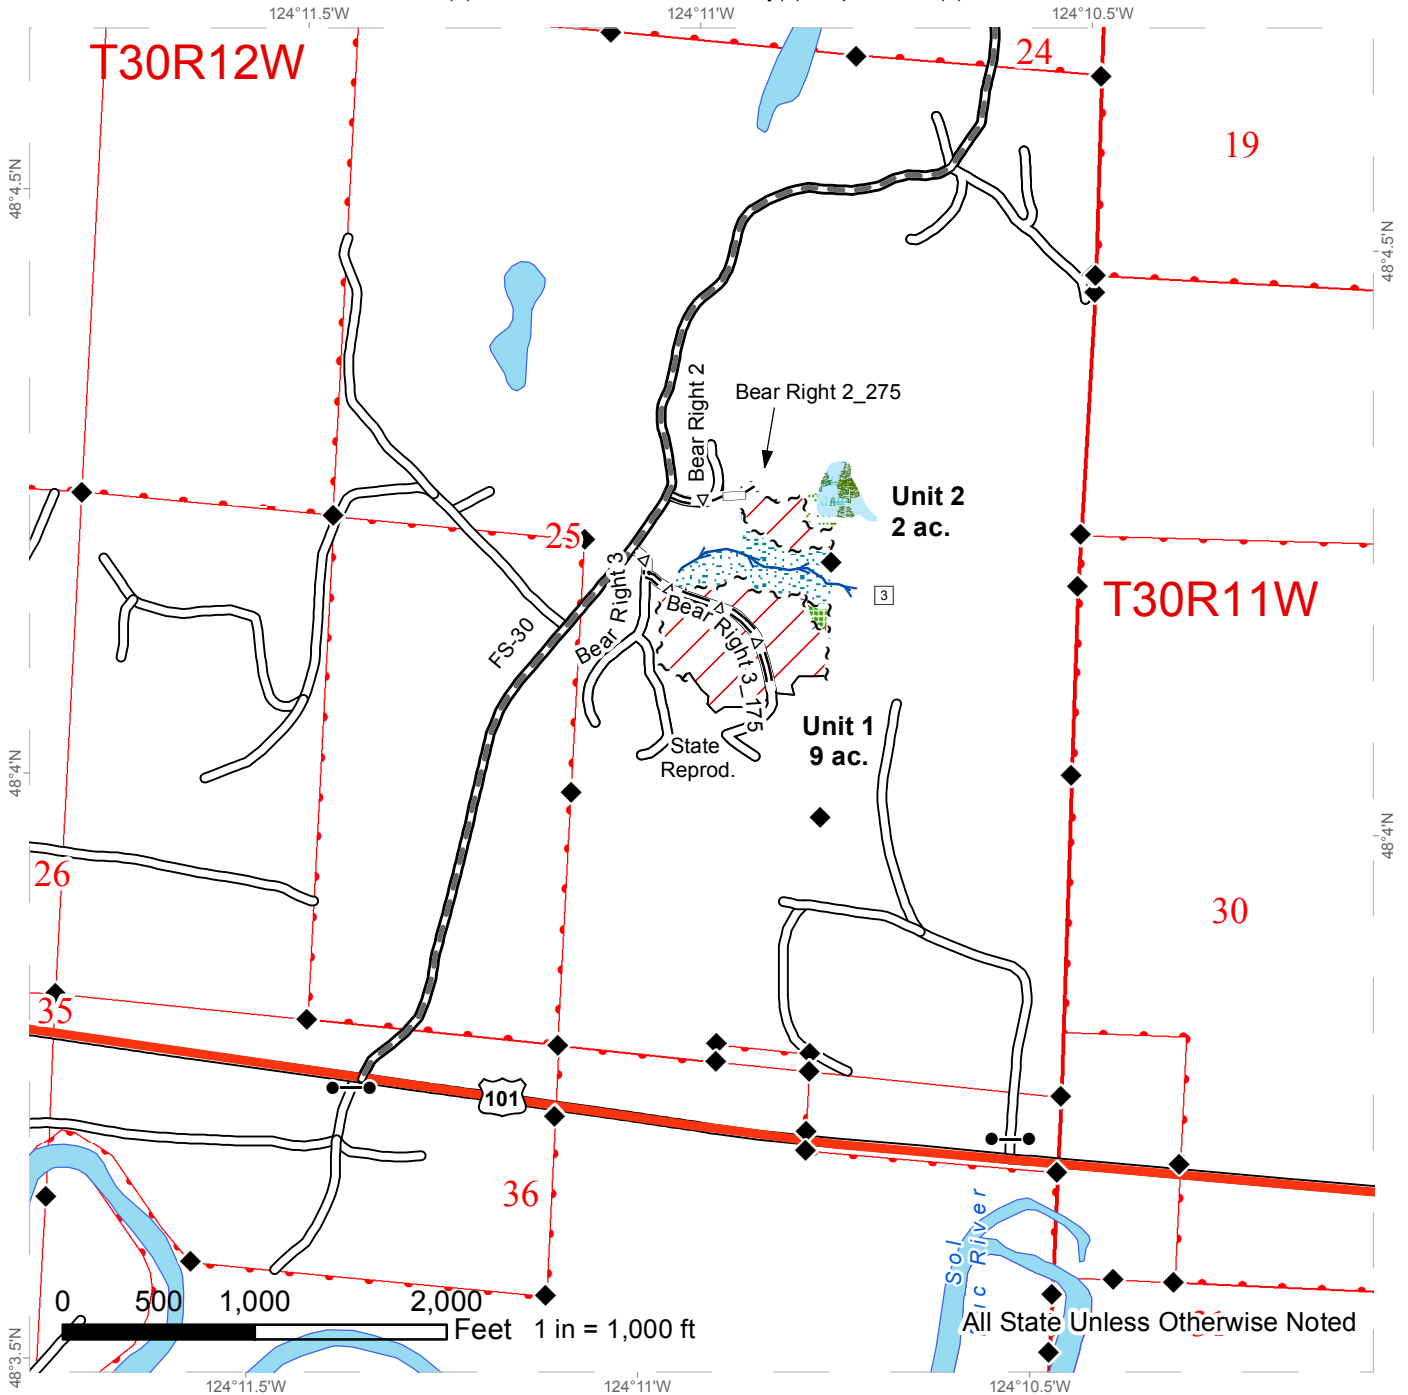 124°11.5'W
124°11'W
124°10.5'W
T30R12W
24
19
48°4.5'N
48°4.5'N
Bear Right 2
Bear Right 2_275
Unit 2
2 ac.
25
3
T30R11W
Bear Right 3
Bear Right 3_175
FS-30
Unit 1
9 ac.
State
Reprod.
48°4'N
48°4'N
26
30
35
101
36
Sol
uc River
0 500 1,000 2,000
Feet 1 in = 1,000 ft
All State Unless Otherwise Noted
48°3.5'N
124°11.5'W
124°11'W
124°10.5'W